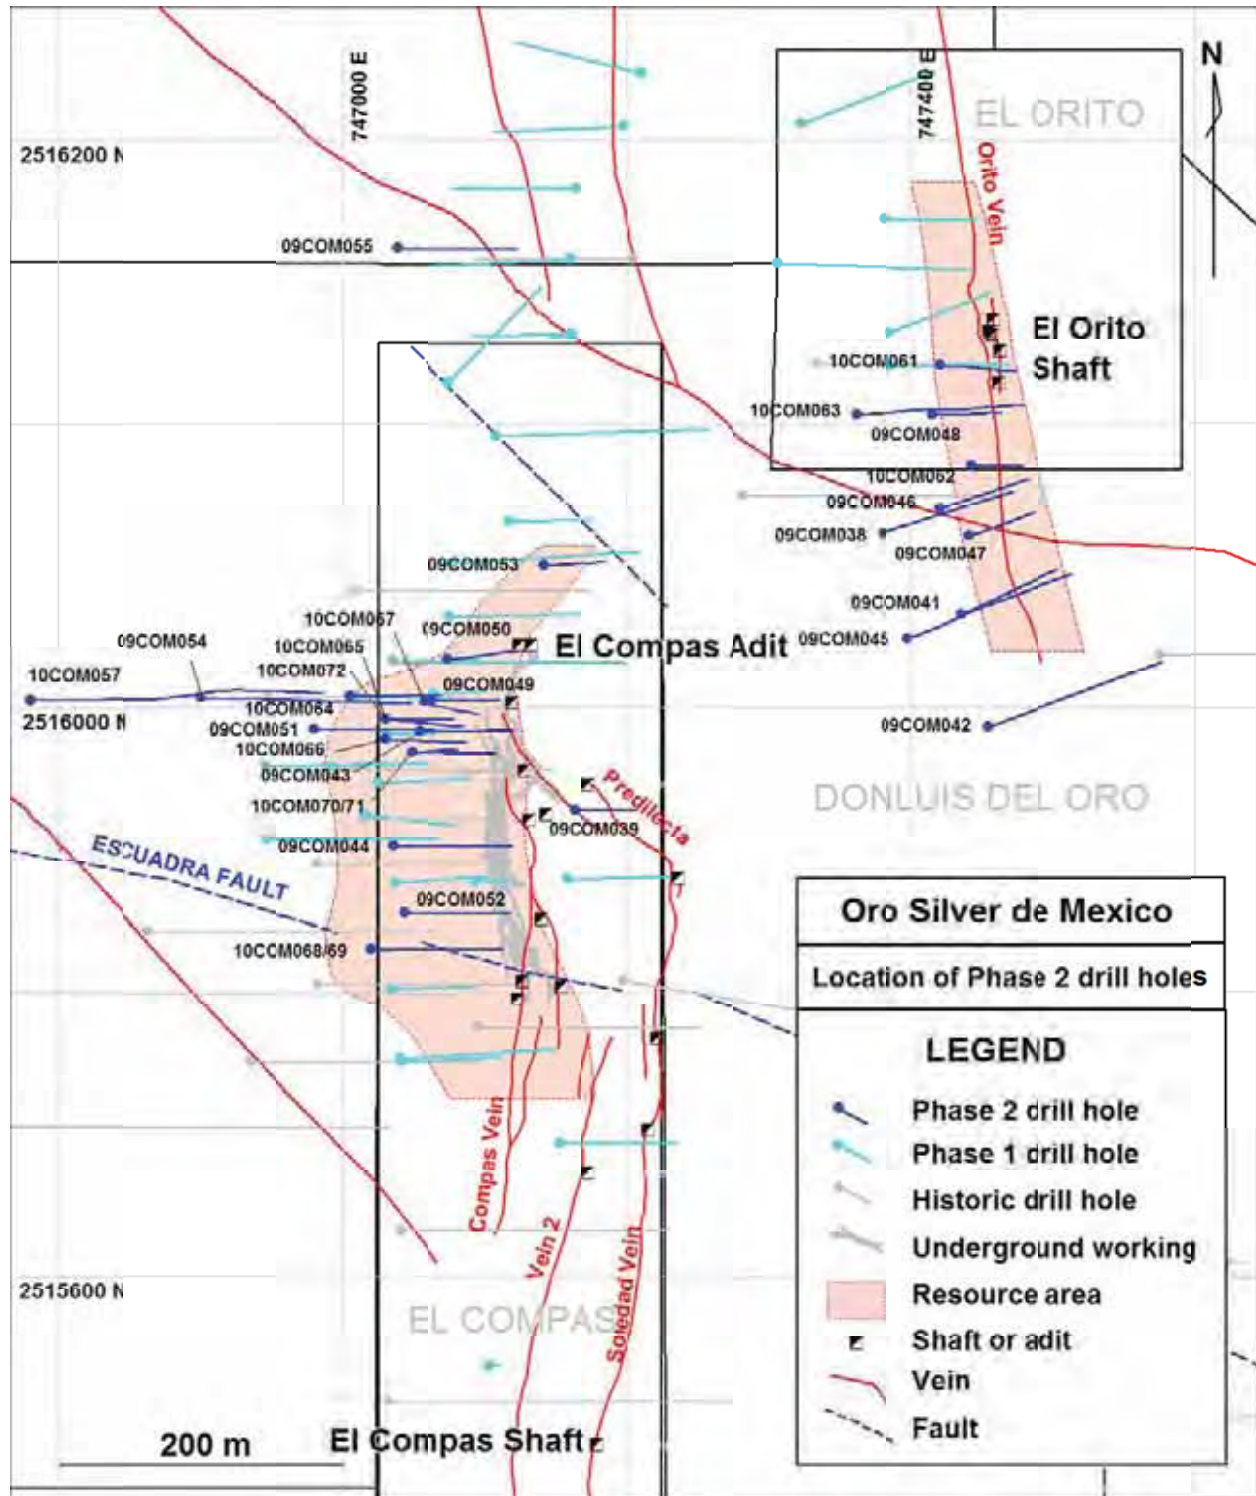 747000 E
747400 E
N
EL ORITO
2516200 N
Orito Vein
09COM055
El Orito
Shaft
10COM061
10COM063
09COM048
10COM062
09COM046
09COM038
09COM047
09COM053
09COM041
10COM067
09COM050
09COM045
09COM054
10COM065
El Compas Adit
10COM057
10COM072
09COM049
10COM064
2516000 N
09COM051
09COM042
10COM066
09COM043
Predilecta
DONLUIS DEL ORO
10COM070/71
09COM039
09COM044
ESCUADRA FAULT
09COM052
10COM068/69
Oro Silver de Mexico
Location of Phase 2 drill holes
LEGEND
Phase 2 drill hole
Phase 1 drill hole
Historic drill hole
Underground working
Resource area
Shaft or adit
Vein
Fault
Compas Vein
Vein 2
Soledad Vein
2515600 N
EL COMPAS
200 m
El Compas Shaft